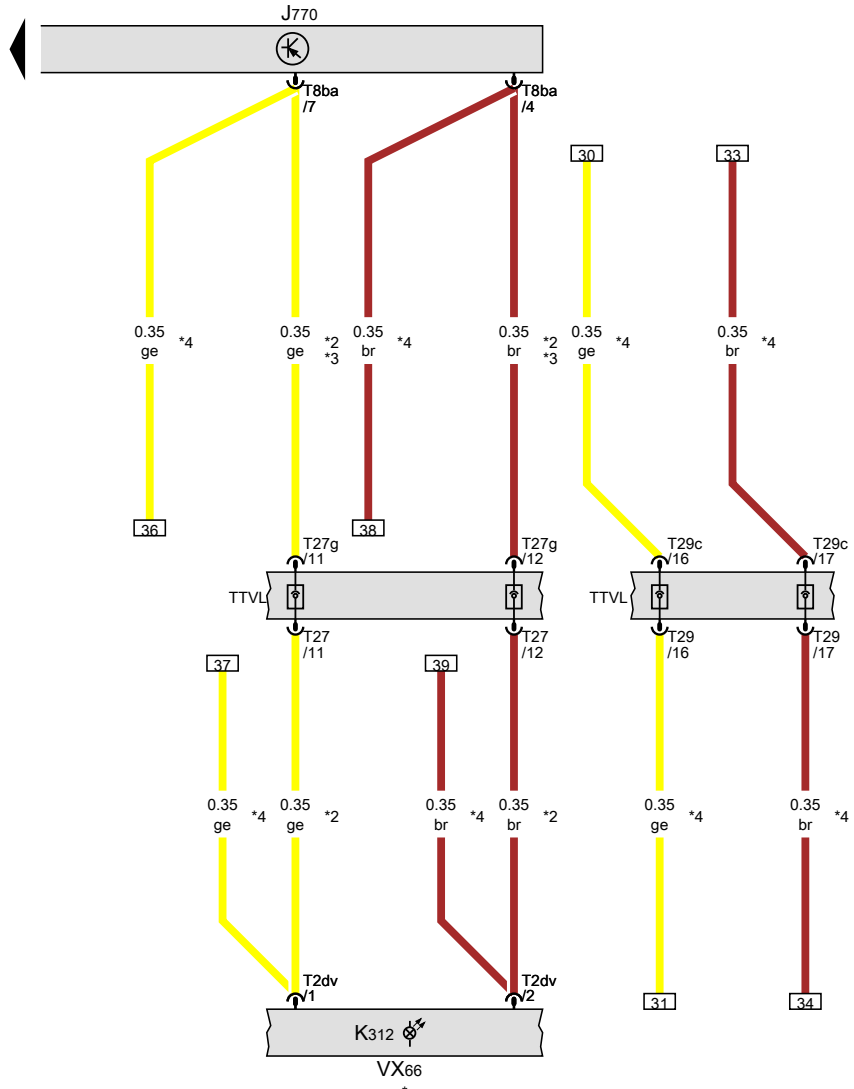 J770
T8ba
/7
T8ba
/4
30
33
0.35
ge
*4
0.35
ge
*2
*3
0.35
br
*4
0.35
br
*2
*3
0.35
ge
*4
0.35
br
*4
36
38
T27g
/11
T27g
/12
T29c
/16
T29c
/17
TTVL
TTVL
T27
/11
T27
/12
T29
/16
T29
/17
37
39
0.35
ge
*4
0.35
ge
*2
0.35
br
*4
0.35
br
*2
0.35
ge
*4
0.35
br
*4
T2dv
/1
T2dv
/2
31
34
K312
VX66
*